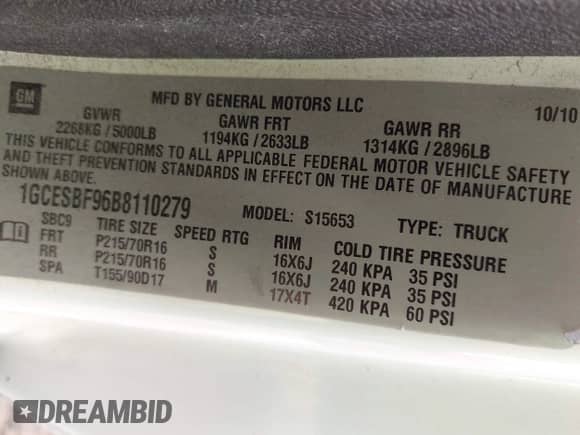 GM
MFD BY GENERAL MOTORS LLC 10/10
GVWR GAWR FRT GAWR RR
2268KG / 5000LB 1194KG / 2633LB 1314KG / 2896LB
THIS VEHICLE CONFORMS TO ALL APPLICABLE FEDERAL MOTOR VEHICLE SAFETY
AND THEFT PREVENTION STANDARDS IN EFFECT ON THE DATE OF MANUFACTURE
SHOWN ABOVE.
1GCESBF96B8110279 MODEL: S15653 TYPE: TRUCK
SBC9 TIRE SIZE SPEED RTG RIM COLD TIRE PRESSURE
FRT P215/70R16 S 16X6J 240 KPA 35 PSI
RR P215/70R16 S 16X6J 240 KPA 35 PSI
SPA T155/90D17 M 17X4T 420 KPA 60 PSI
DREAMBID